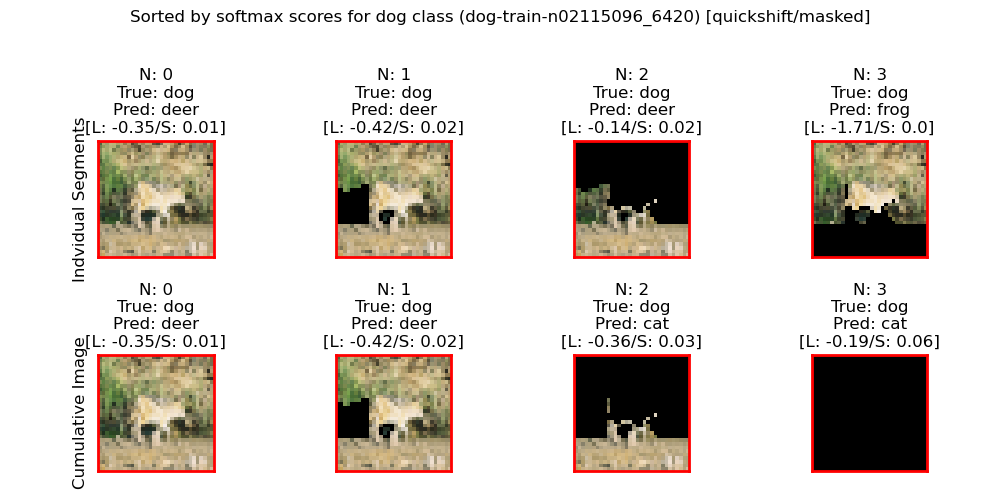 Sorted by softmax scores for dog class (dog-train-n02115096_6420) [quickshift/masked]
Indvidual Segments
N: 0
True: dog
Pred: deer
[L: -0.35/S: 0.01]
N: 1
True: dog
Pred: deer
[L: -0.42/S: 0.02]
N: 2
True: dog
Pred: deer
[L: -0.14/S: 0.02]
N: 3
True: dog
Pred: frog
[L: -1.71/S: 0.0]
Cumulative Image
N: 0
True: dog
Pred: deer
[L: -0.35/S: 0.01]
N: 1
True: dog
Pred: deer
[L: -0.42/S: 0.02]
N: 2
True: dog
Pred: cat
[L: -0.36/S: 0.03]
N: 3
True: dog
Pred: cat
[L: -0.19/S: 0.06]